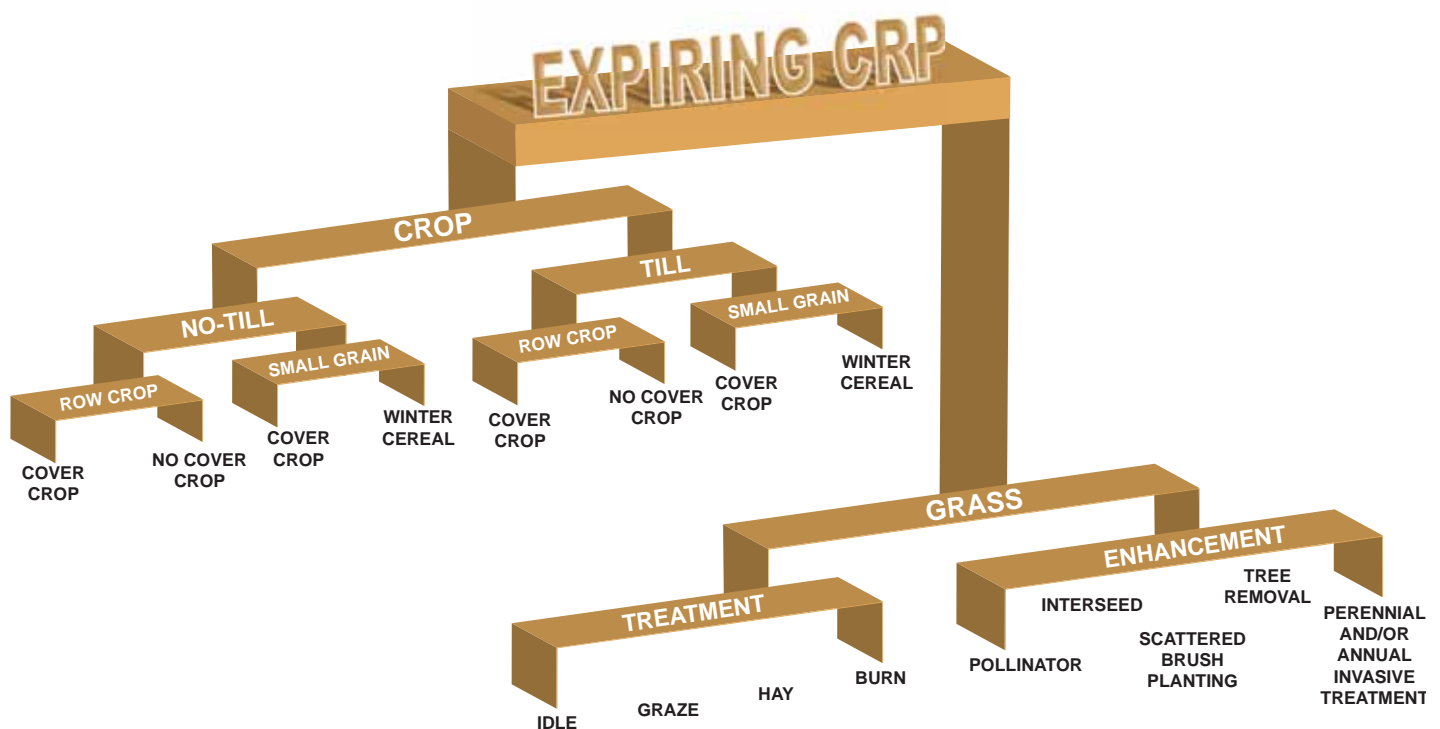 EXPIRING CRP
CROP
TILL
NO-TILL
SMALL GRAIN
ROW CROP
SMALL GRAIN
ROW CROP
COVER
CROP
NO COVER
CROP
COVER
CROP
WINTER
CEREAL
COVER
CROP
NO COVER
CROP
COVER
CROP
WINTER
CEREAL
GRASS
ENHANCEMENT
TREATMENT
IDLE
GRAZE
HAY
BURN
POLLINATOR
INTERSEED
SCATTERED
BRUSH
PLANTING
TREE
REMOVAL
PERENNIAL
AND/OR
ANNUAL
INVASIVE
TREATMENT